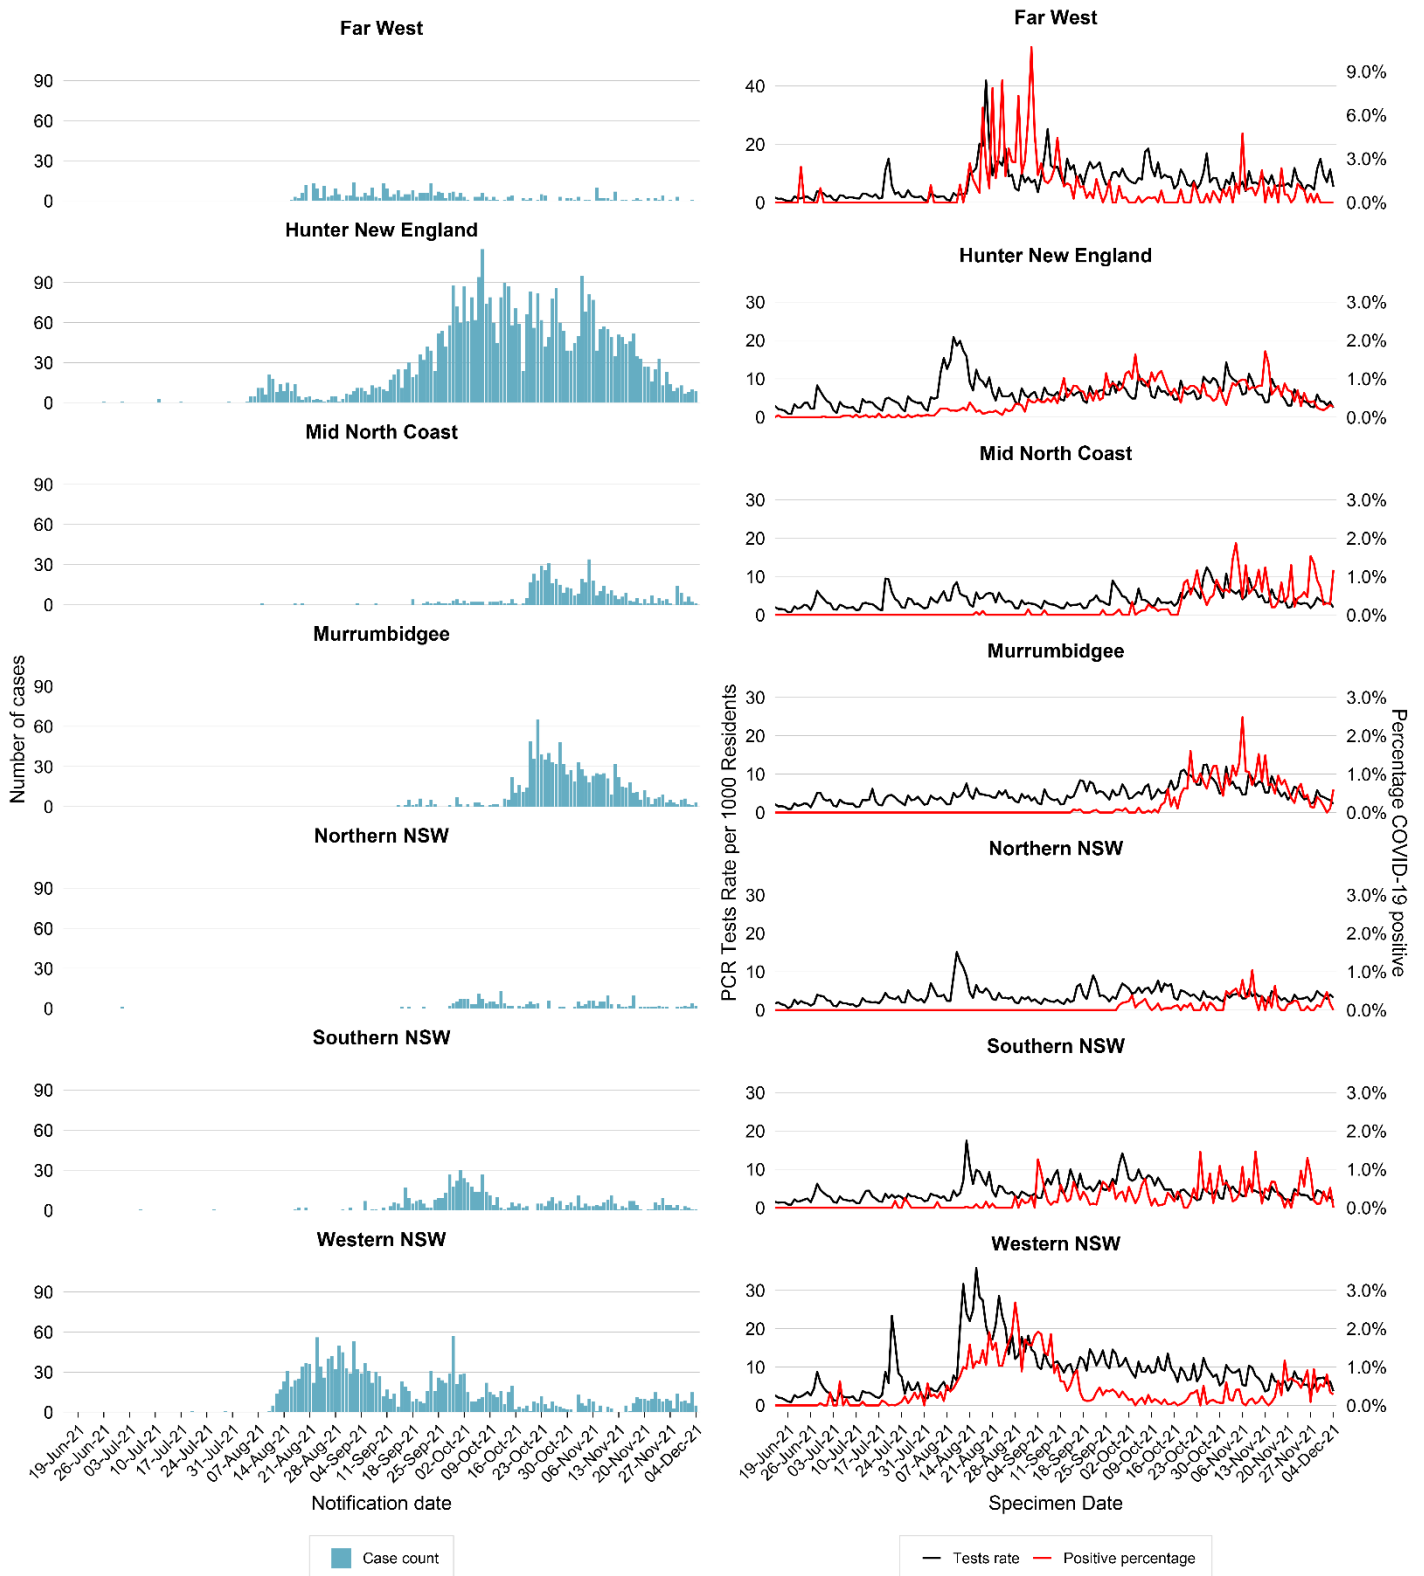 Far West
90
60
30
0
Hunter New England
90
60
30
0
Mid North Coast
90
60
30
0
Murrumbidgee
90
60
30
0
Northern NSW
90
60
30
0
Southern NSW
90
60
30
0
Western NSW
90
60
30
0
Number of cases
19-Jun-21
26-Jun-21
03-Jul-21
10-Jul-21
17-Jul-21
24-Jul-21
31-Jul-21
07-Aug-21
14-Aug-21
21-Aug-21
28-Aug-21
04-Sep-21
11-Sep-21
18-Sep-21
25-Sep-21
02-Oct-21
09-Oct-21
16-Oct-21
23-Oct-21
30-Oct-21
06-Nov-21
13-Nov-21
20-Nov-21
27-Nov-21
04-Dec-21
Notification date
Case count
Far West
40
20
0
9.0%
6.0%
3.0%
0.0%
Hunter New England
30
20
10
0
3.0%
2.0%
1.0%
0.0%
Mid North Coast
30
20
10
0
3.0%
2.0%
1.0%
0.0%
Murrumbidgee
30
20
10
0
3.0%
2.0%
1.0%
0.0%
Northern NSW
30
20
10
0
3.0%
2.0%
1.0%
0.0%
Southern NSW
30
20
10
0
3.0%
2.0%
1.0%
0.0%
Western NSW
30
20
10
0
3.0%
2.0%
1.0%
0.0%
PCR Tests Rate per 1000 Residents
Percentage COVID-19 positive
19-Jun-21
26-Jun-21
03-Jul-21
10-Jul-21
17-Jul-21
24-Jul-21
31-Jul-21
07-Aug-21
14-Aug-21
21-Aug-21
28-Aug-21
04-Sep-21
11-Sep-21
18-Sep-21
25-Sep-21
02-Oct-21
09-Oct-21
16-Oct-21
23-Oct-21
30-Oct-21
06-Nov-21
13-Nov-21
20-Nov-21
27-Nov-21
04-Dec-21
Specimen Date
Tests rate
Positive percentage